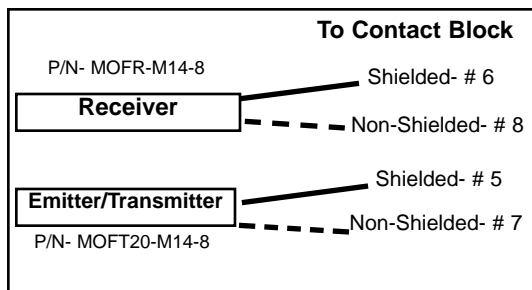 To Contact Block
P/N- MOFR-M14-8
Shielded- # 6
Receiver
Non-Shielded- # 8
Shielded- # 5
Emitter/Transmitter
Non-Shielded- # 7
P/N- MOFT20-M14-8